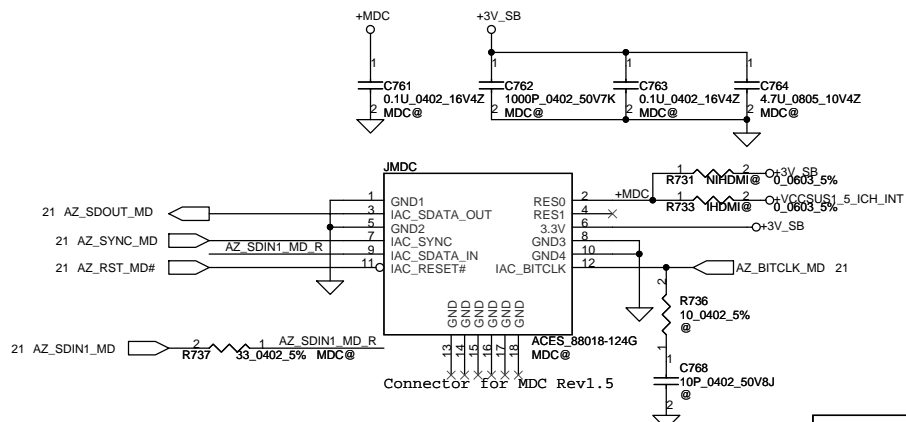 +MDC
+3V_SB
1
C761
0.1U_0402_16V4Z
2 MDC@
1
C762
1000P_0402_50V7K
2 MDC@
1
C763
0.1U_0402_16V4Z
2 MDC@
1
C764
4.7U_0805_10V4Z
2 MDC@
JMDC
1 GND1
3 IAC_SDATA_OUT
5 GND2
7 IAC_SYNC
9 IAC_SDATA_IN
11 IAC_RESET#
RES0 2
RES1 4
3.3V 6
GND3 8
GND4 10
IAC_BITCLK 12
GND GND GND GND GND GND
13 14 15 16 17 18
ACES_88018-124G
MDC@
Connector for MDC Rev1.5
21 AZ_SDOUT_MD
21 AZ_SYNC_MD
AZ_SDIN1_MD_R
21 AZ_RST_MD#
21 AZ_SDIN1_MD
2 1
R737 33_0402_5% MDC@
AZ_SDIN1_MD_R
+MDC
1 2
R731 NIHDMI@ 0_0603_5%
+3V_SB
1 2
R733 IHDMI@ 0_0603_5%
+VCCSUS1_5_ICH_INT
+3V_SB
AZ_BITCLK_MD 21
2
R736
10_0402_5%
@
1
1
C768
10P_0402_50V8J
@
2